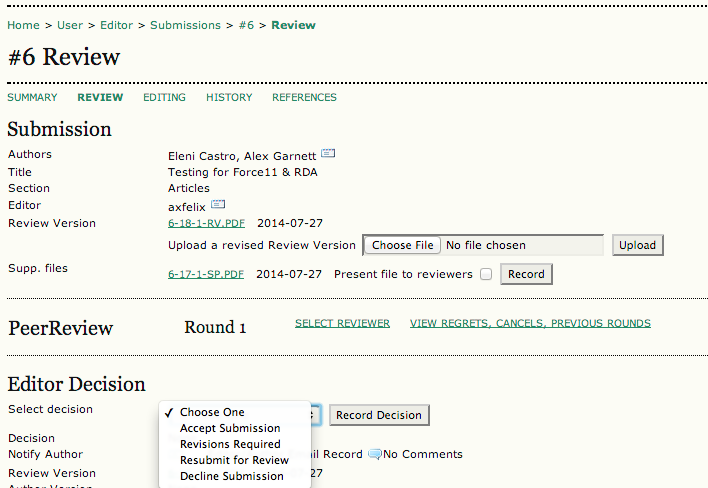 Home > User > Editor > Submissions > #6 > Review
#6 Review
SUMMARY REVIEW EDITING HISTORY REFERENCES
Submission
Authors Eleni Castro, Alex Garnett
Title Testing for Force11 & RDA
Section Articles
Editor axfelix
Review Version 6-18-1-RV.PDF 2014-07-27
Upload a revised Review Version Choose File No file chosen Upload
Supp. files 6-17-1-SP.PDF 2014-07-27 Present file to reviewers Record
PeerReview Round 1 SELECT REVIEWER VIEW REGRETS, CANCELS, PREVIOUS ROUNDS
Editor Decision
Select decision ✓ Choose One Record Decision
Accept Submission
Decision Revisions Required
Notify Author Resubmit for Review ail Record No Comments
Review Version Decline Submission 27